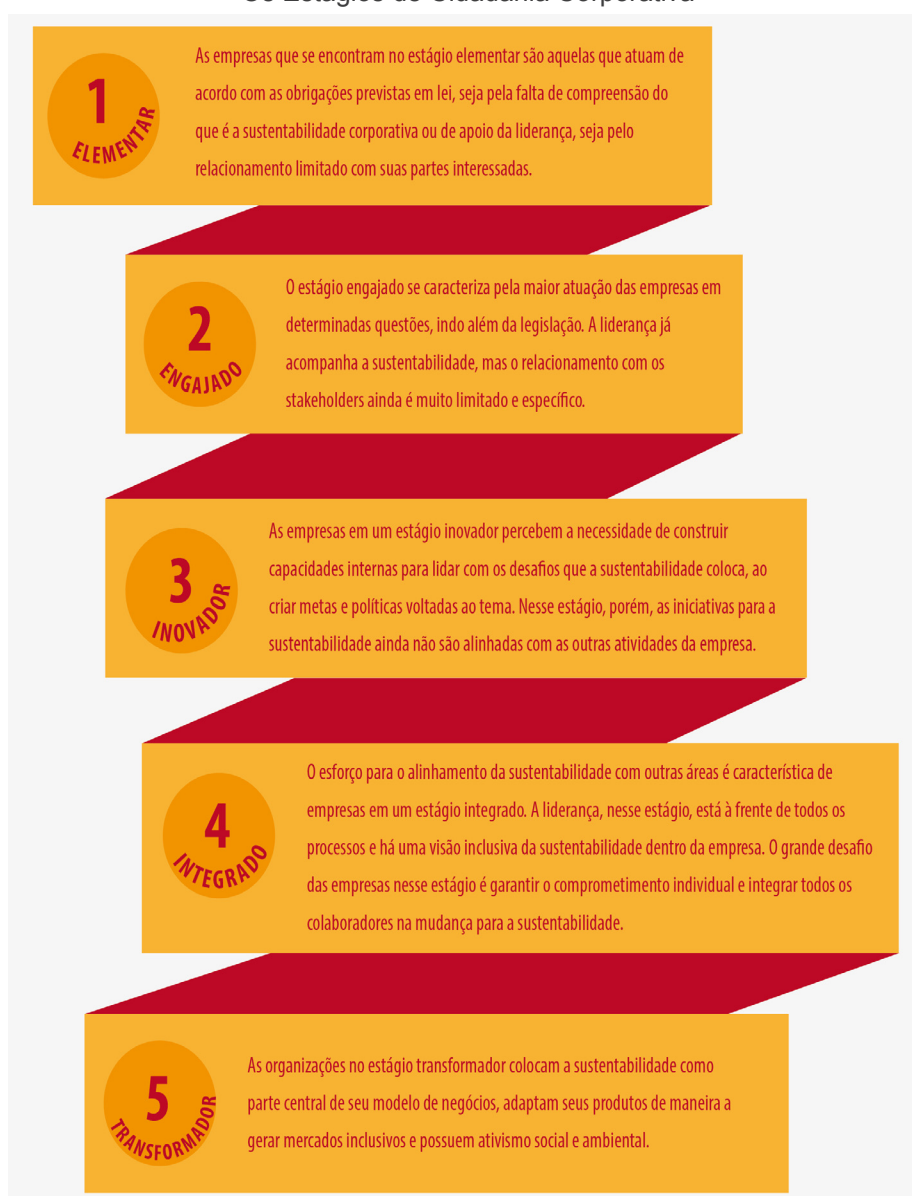 Os Estágios de Cidadania Corporativa
1
ELEMENTAR
As empresas que se encontram no estágio elementar são aquelas que atuam de
acordo com as obrigações previstas em lei, seja pela falta de compreensão do
que é a sustentabilidade corporativa ou de apoio da liderança, seja pelo
relacionamento limitado com suas partes interessadas.
2
ENGAJADO
O estágio engajado se caracteriza pela maior atuação das empresas em
determinadas questões, indo além da legislação. A liderança já
acompanha a sustentabilidade, mas o relacionamento com os
stakeholders ainda é muito limitado e específico.
3
INOVADOR
As empresas em um estágio inovador percebem a necessidade de construir
capacidades internas para lidar com os desafios que a sustentabilidade coloca, ao
criar metas e políticas voltadas ao tema. Nesse estágio, porém, as iniciativas para a
sustentabilidade ainda não são alinhadas com as outras atividades da empresa.
4
INTEGRADO
O esforço para o alinhamento da sustentabilidade com outras áreas é característica de
empresas em um estágio integrado. A liderança, nesse estágio, está à frente de todos os
processos e há uma visão inclusiva da sustentabilidade dentro da empresa. O grande desafio
das empresas nesse estágio é garantir o comprometimento individual e integrar todos os
colaboradores na mudança para a sustentabilidade.
5
TRANSFORMADOR
As organizações no estágio transformador colocam a sustentabilidade como
parte central de seu modelo de negócios, adaptam seus produtos de maneira a
gerar mercados inclusivos e possuem ativismo social e ambiental.